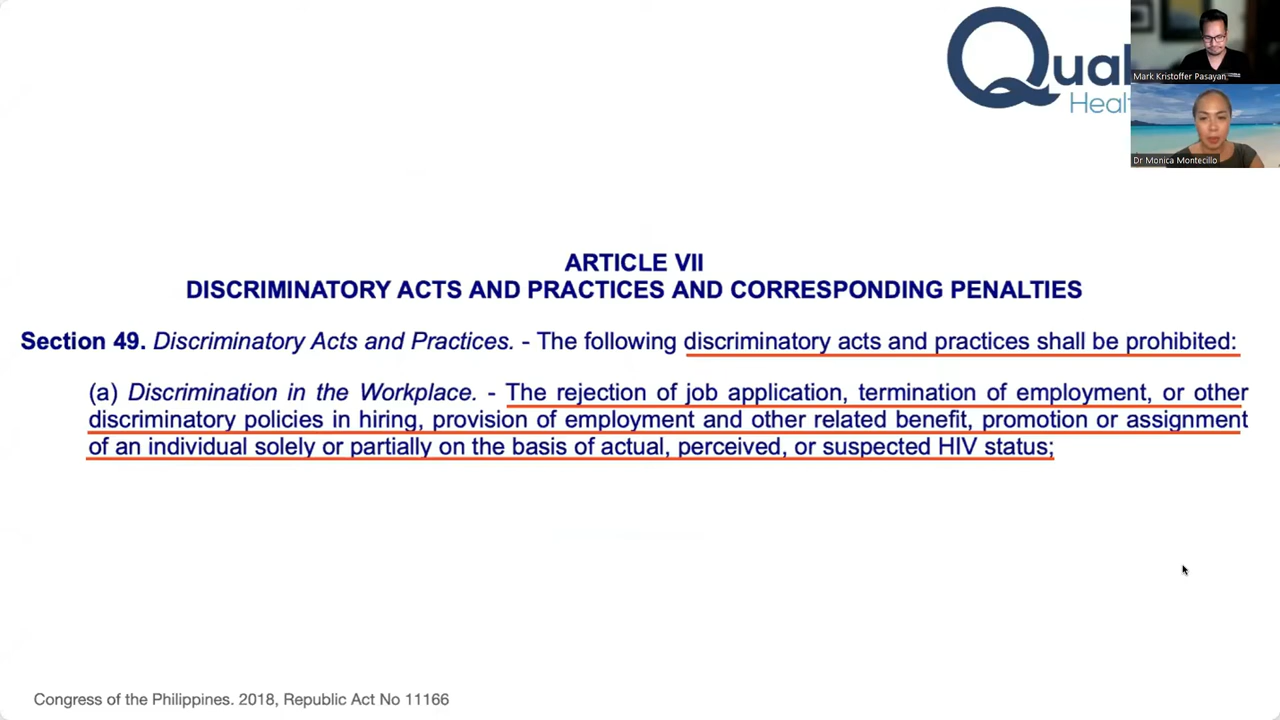 Qual
Healt
Mark Kristoffer Pasayan
Dr Monica Montecillo
ARTICLE VII
DISCRIMINATORY ACTS AND PRACTICES AND CORRESPONDING PENALTIES
Section 49. Discriminatory Acts and Practices. - The following discriminatory acts and practices shall be prohibited:
(a) Discrimination in the Workplace. - The rejection of job application, termination of employment, or other
discriminatory policies in hiring, provision of employment and other related benefit, promotion or assignment
of an individual solely or partially on the basis of actual, perceived, or suspected HIV status;
Congress of the Philippines. 2018, Republic Act No 11166